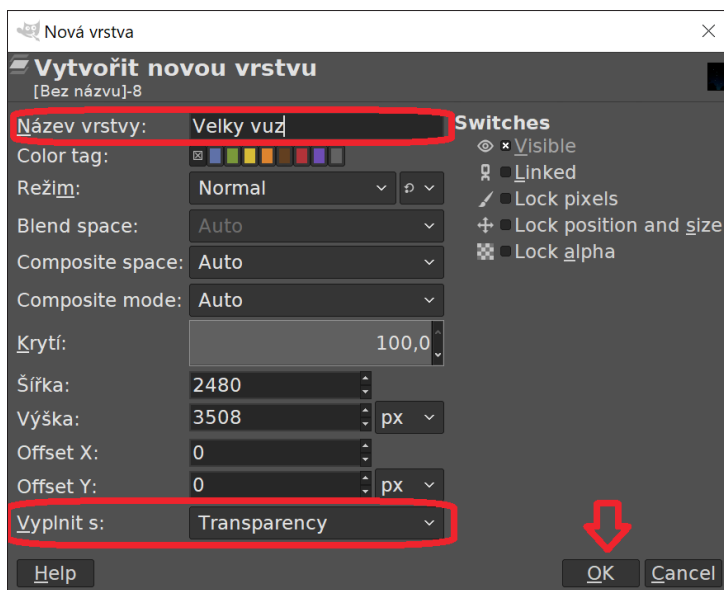 Nová vrstva
Vytvořit novou vrstvu
[Bez názvu]-8
Název vrstvy: Velky vuz
Color tag:
Režim: Normal
Blend space: Auto
Composite space: Auto
Composite mode: Auto
Krytí: 100,0
Šířka: 2480
Výška: 3508 px
Offset X: 0
Offset Y: 0 px
Vyplnit s: Transparency
Switches
Visible
Linked
Lock pixels
Lock position and size
Lock alpha
Help OK Cancel